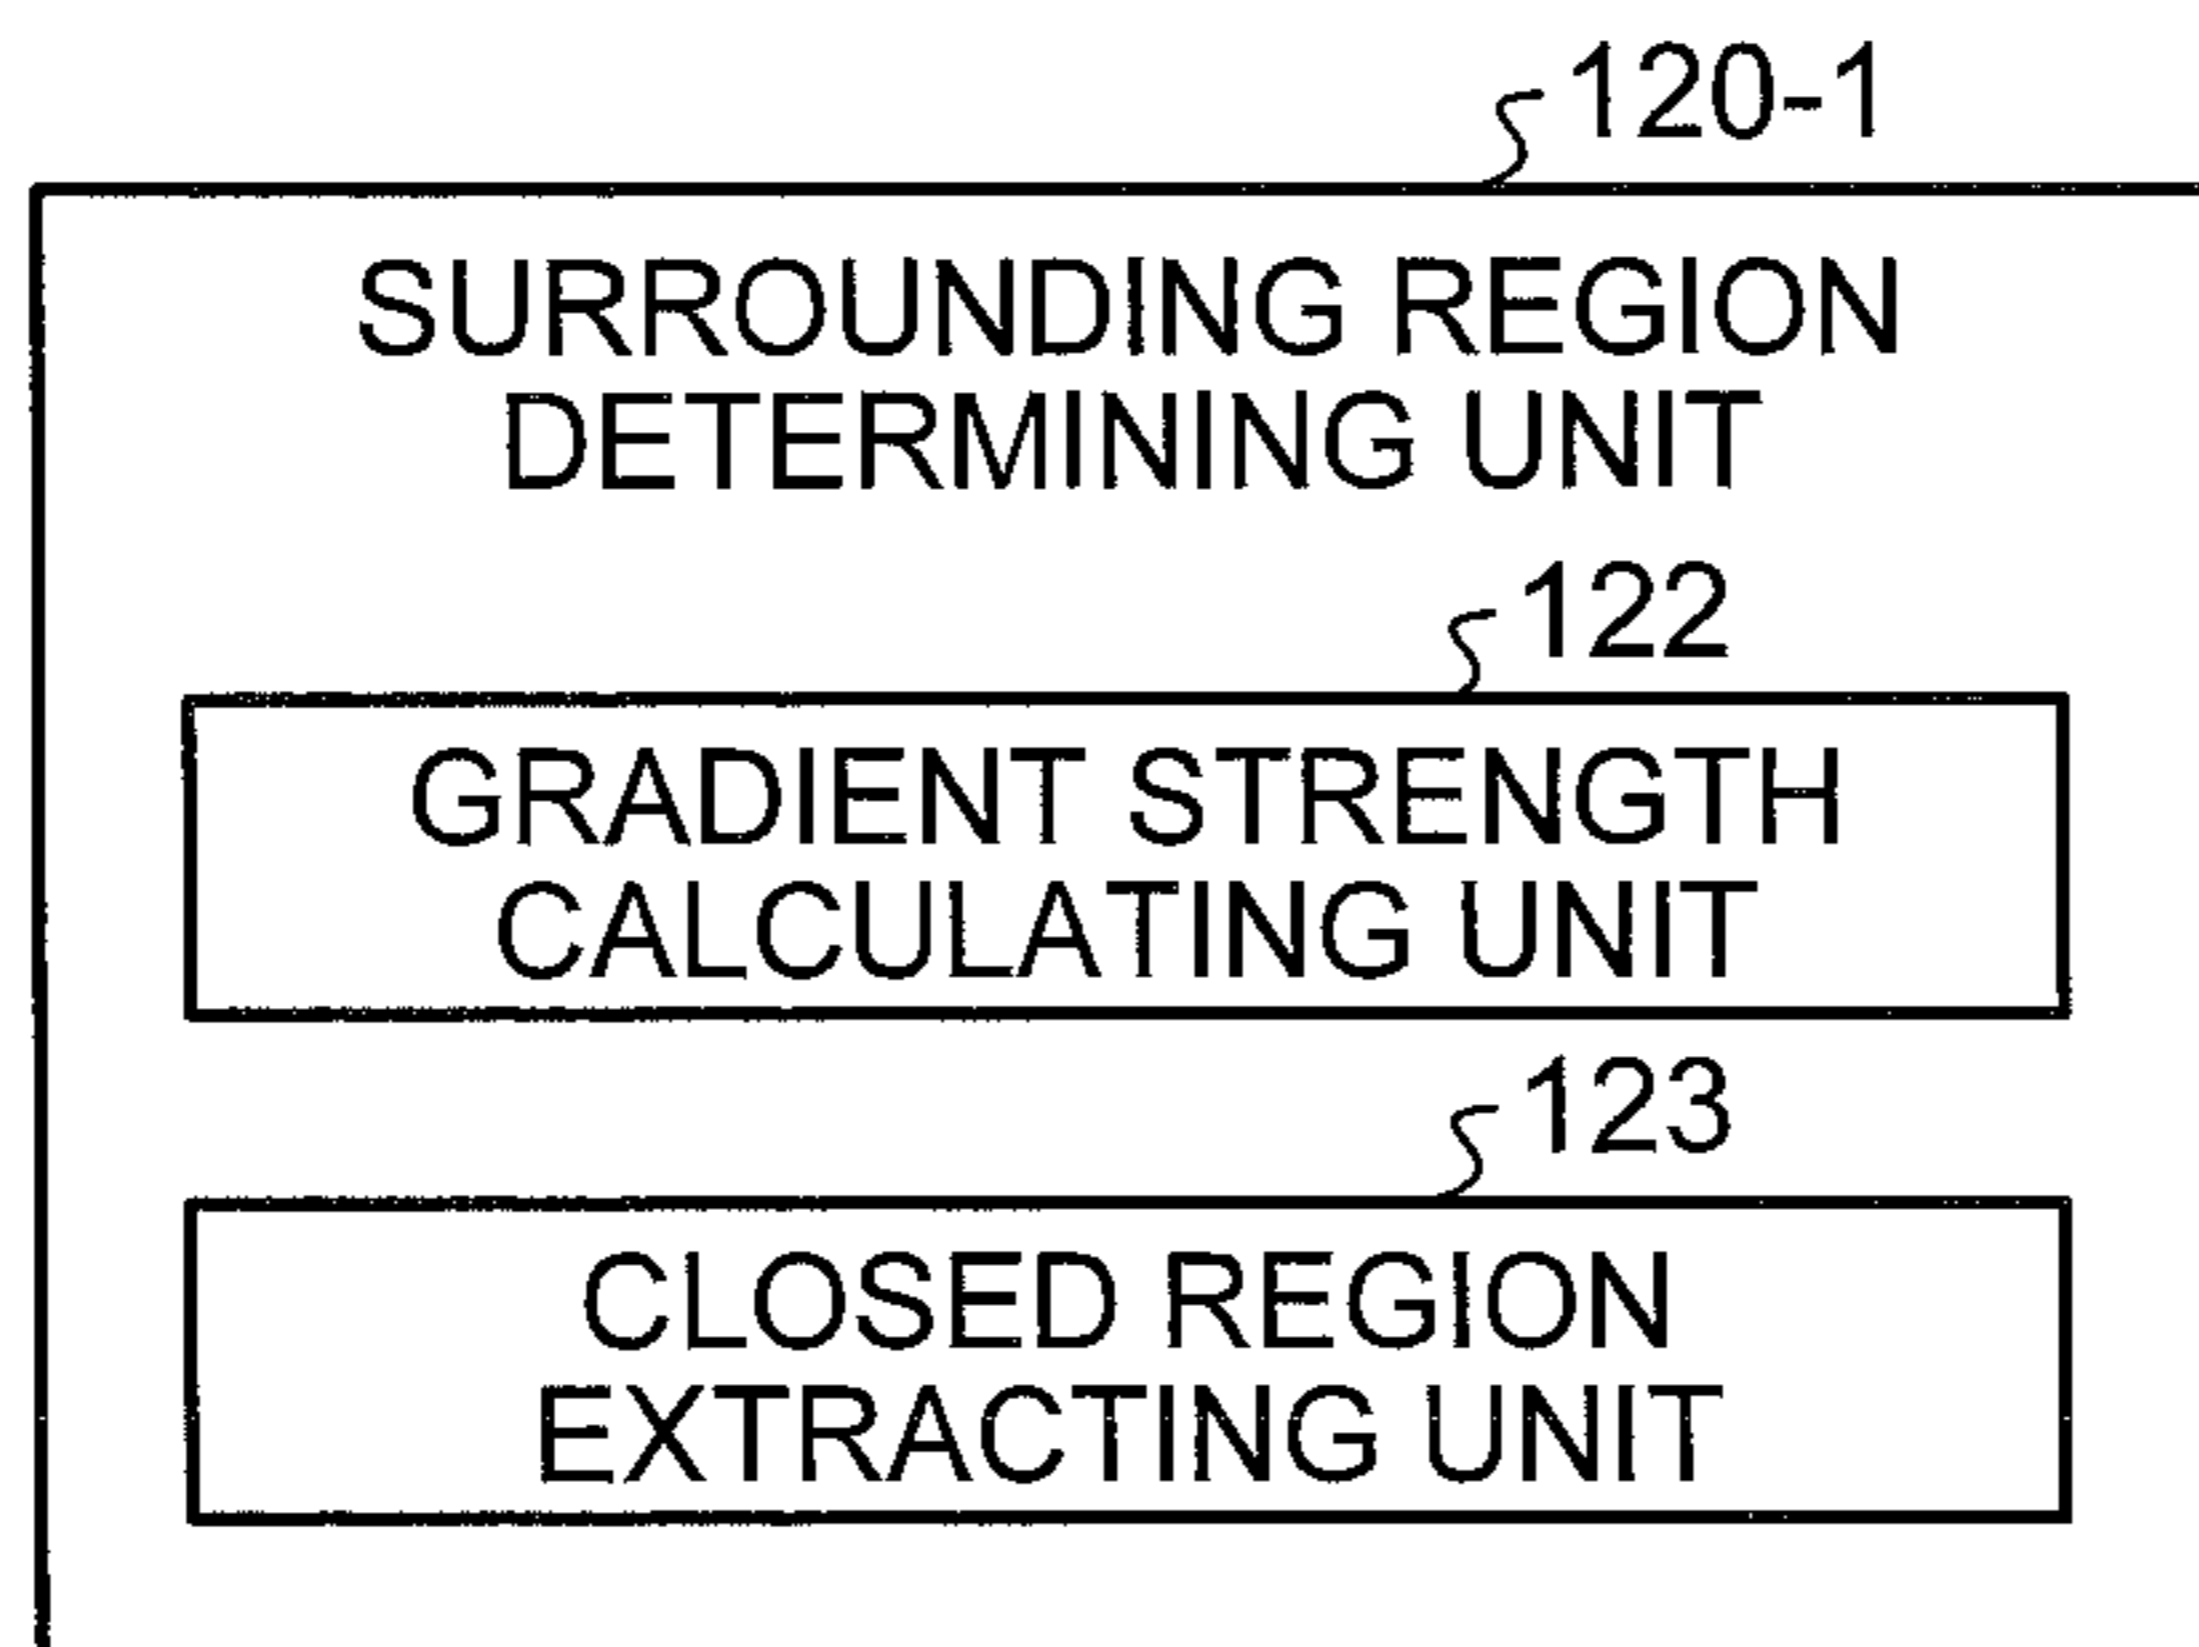 120-1
SURROUNDING REGION
DETERMINING UNIT
122
GRADIENT STRENGTH
CALCULATING UNIT
123
CLOSED REGION
EXTRACTING UNIT